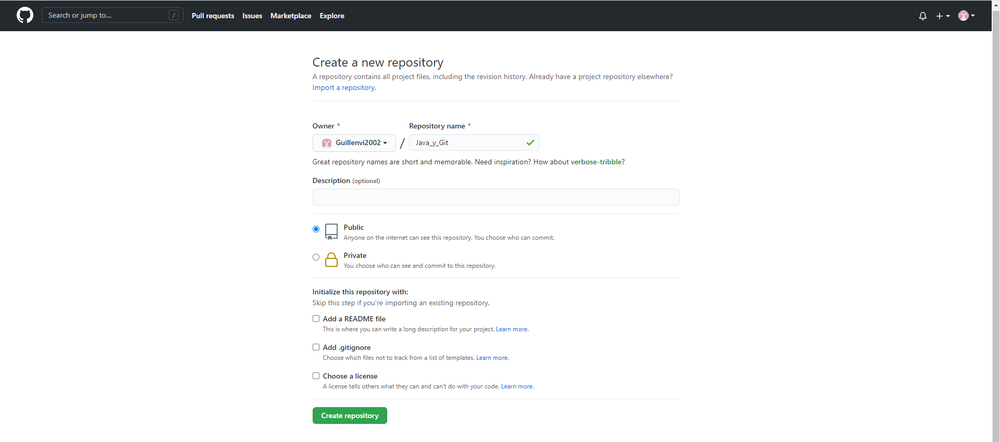 Search or jump to... /
Pull requests Issues Marketplace Explore
Create a new repository
A repository contains all project files, including the revision history. Already have a project repository elsewhere?
Import a repository.
Owner * Repository name *
Guillenvi2002 / Java_y_Git
Great repository names are short and memorable. Need inspiration? How about verbose-tribble?
Description (optional)
Public
Anyone on the internet can see this repository. You choose who can commit.
Private
You choose who can see and commit to this repository.
Initialize this repository with:
Skip this step if you're importing an existing repository.
Add a README file
This is where you can write a long description for your project. Learn more.
Add .gitignore
Choose which files not to track from a list of templates. Learn more.
Choose a license
A license tells others what they can and can't do with your code. Learn more.
Create repository